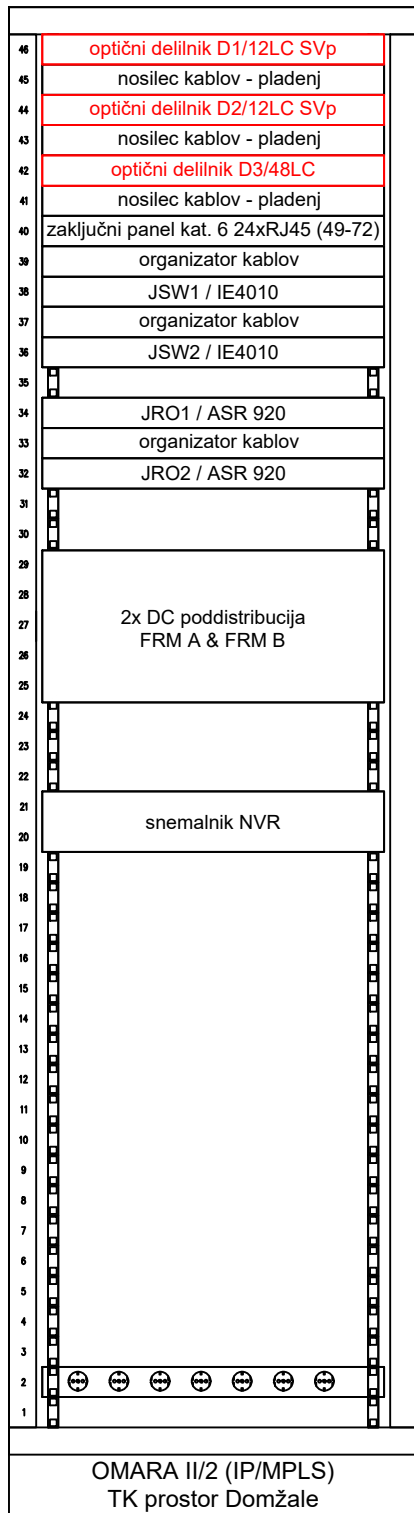 46 optični delilnik D1/12LC SVp
45 nosilec kablov - pladenj
44 optični delilnik D2/12LC SVp
43 nosilec kablov - pladenj
42 optični delilnik D3/48LC
41 nosilec kablov - pladenj
40 zaključni panel kat. 6 24xRJ45 (49-72)
39 organizator kablov
38 JSW1 / IE4010
37 organizator kablov
36 JSW2 / IE4010
35
34 JRO1 / ASR 920
33 organizator kablov
32 JRO2 / ASR 920
31
30
29
28
27 2x DC poddistribucija
FRM A & FRM B
26
25
24
23
22
21
snemalnik NVR
20
19
18
17
16
15
14
13
12
11
10
9
8
7
6
5
4
3
2
1
OMARA II/2 (IP/MPLS)
TK prostor Domžale